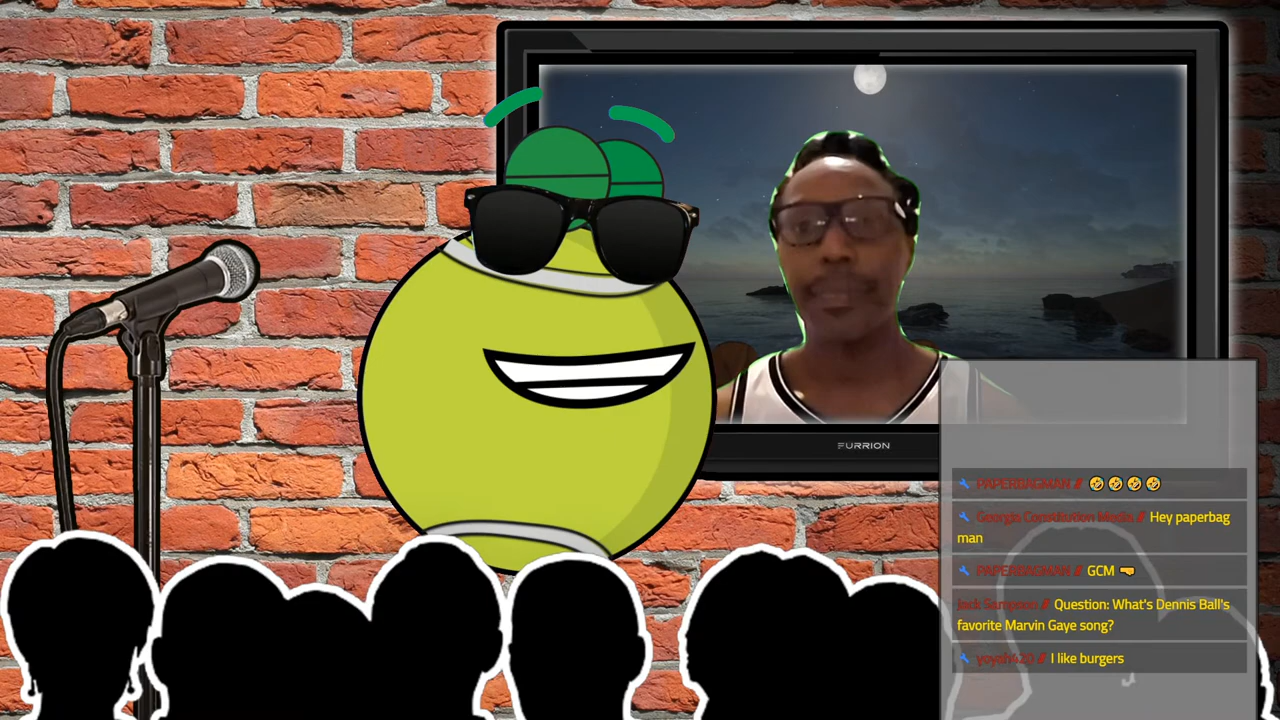 FURRION
PAPERBAGMAN // 🤣🤣🤣🤣
Georgia Constitution Media // Hey paperbag
man
PAPERBAGMAN // GCM 🤜
Jack Sampson // Question: What's Dennis Ball's
favorite Marvin Gaye song?
yoyah420 // I like burgers